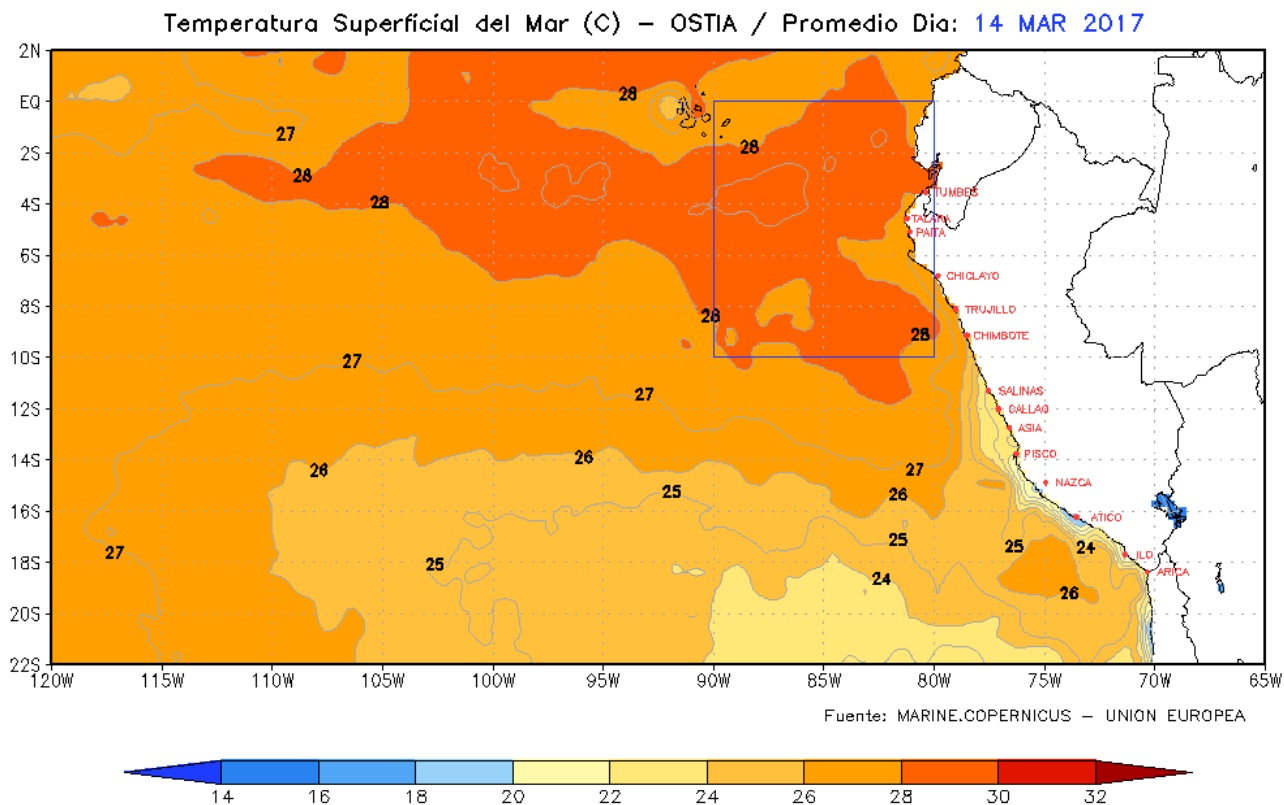 Temperatura Superficial del Mar (C) – OSTIA / Promedio Dia: 14 MAR 2017
2N
EQ
2S
4S
6S
8S
10S
12S
14S
16S
18S
20S
22S
28
27
28
28
28
28
28
27
27
26
26
25
27
26
25
25
24
27
25
24
26
TUMBES
TALARA
PAITA
CHICLAYO
TRUJILLO
CHIMBOTE
SALINAS
CALLAO
ASIA
PISCO
NAZCA
ATICO
ILO
ARICA
120W 115W 110W 105W 100W 95W 90W 85W 80W 75W 70W 65W
Fuente: MARINE.COPERNICUS – UNION EUROPEA
14 16 18 20 22 24 26 28 30 32